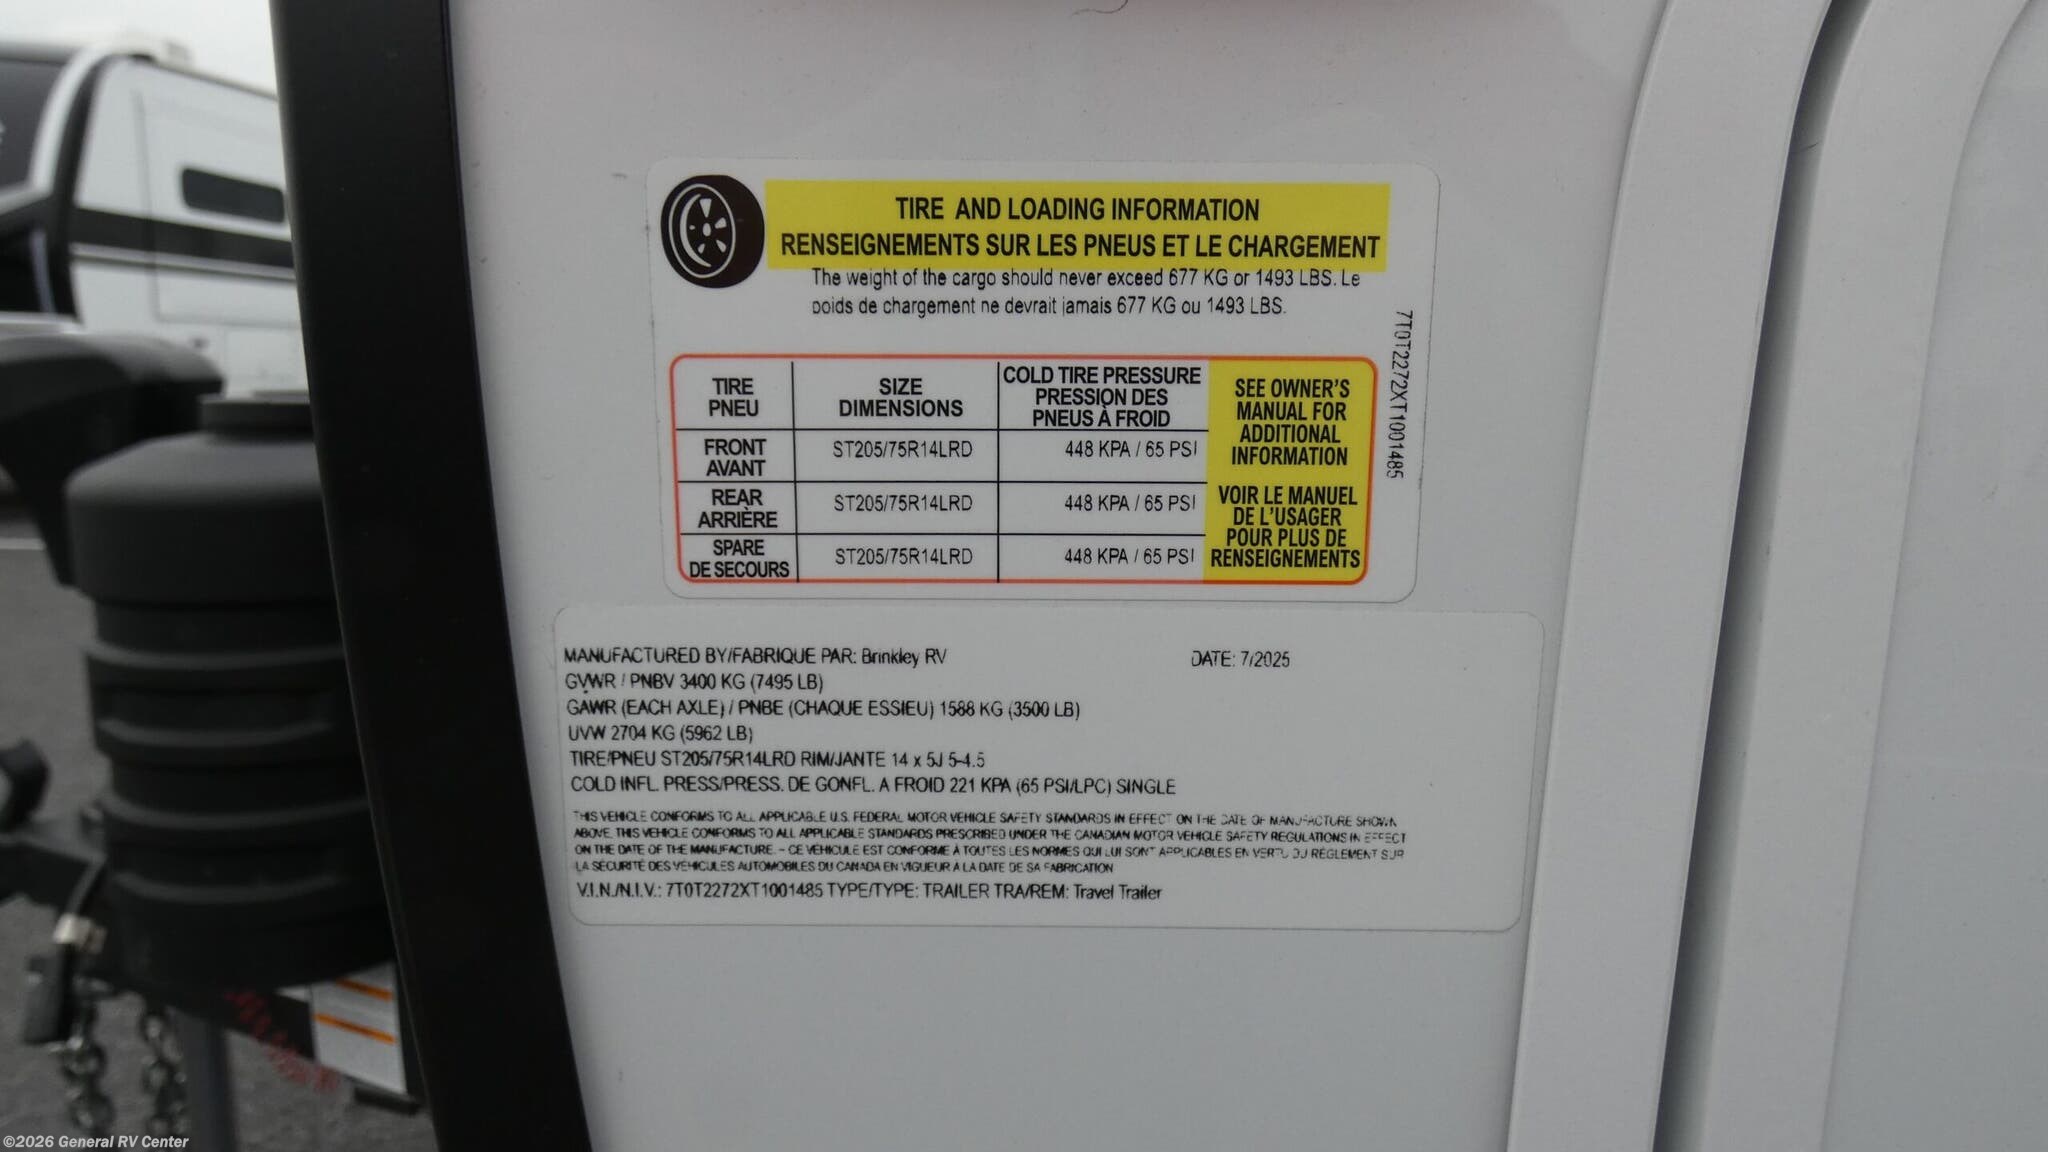 TIRE AND LOADING INFORMATION
RENSEIGNEMENTS SUR LES PNEUS ET LE CHARGEMENT
The weight of the cargo should never exceed 677 KG or 1493 LBS. Le
poids de chargement ne devrait jamais 677 KG ou 1493 LBS.
TIRE
PNEU
SIZE
DIMENSIONS
COLD TIRE PRESSURE
PRESSION DES
PNEUS À FROID
FRONT
AVANT
ST205/75R14LRD
448 KPA / 65 PSI
REAR
ARRIÈRE
ST205/75R14LRD
448 KPA / 65 PSI
SPARE
DE SECOURS
ST205/75R14LRD
448 KPA / 65 PSI
SEE OWNER'S
MANUAL FOR
ADDITIONAL
INFORMATION
VOIR LE MANUEL
DE L'USAGER
POUR PLUS DE
RENSEIGNEMENTS
7T0T2272XT1001485
MANUFACTURED BY/FABRIQUE PAR: Brinkley RV DATE: 7/2025
GVWR / PNBV 3400 KG (7495 LB)
GAWR (EACH AXLE) / PNBE (CHAQUE ESSIEU) 1588 KG (3500 LB)
UVW 2704 KG (5962 LB)
TIRE/PNEU ST205/75R14LRD RIM/JANTE 14 x 5J 5-4.5
COLD INFL. PRESS/PRESS. DE GONFL. A FROID 221 KPA (65 PSI/LPC) SINGLE
THIS VEHICLE CONFORMS TO ALL APPLICABLE U.S. FEDERAL MOTOR VEHICLE SAFETY STANDARDS IN EFFECT ON THE DATE OF MANUFACTURE SHOWN
ABOVE. THIS VEHICLE CONFORMS TO ALL APPLICABLE STANDARDS PRESCRIBED UNDER THE CANADIAN MOTOR VEHICLE SAFETY REGULATIONS IN EFFECT
ON THE DATE OF THE MANUFACTURE. – CE VÉHICULE EST CONFORME À TOUTES LES NORMES QUI LUI SONT APPLICABLES EN VERTU DU RÈGLEMENT SUR
LA SÉCURITÉ DES VÉHICULES AUTOMOBILES DU CANADA EN VIGUEUR À LA DATE DE SA FABRICATION
V.I.N./N.I.V.: 7T0T2272XT1001485 TYPE/TYPE: TRAILER TRA/REM: Travel Trailer
©2026 General RV Center